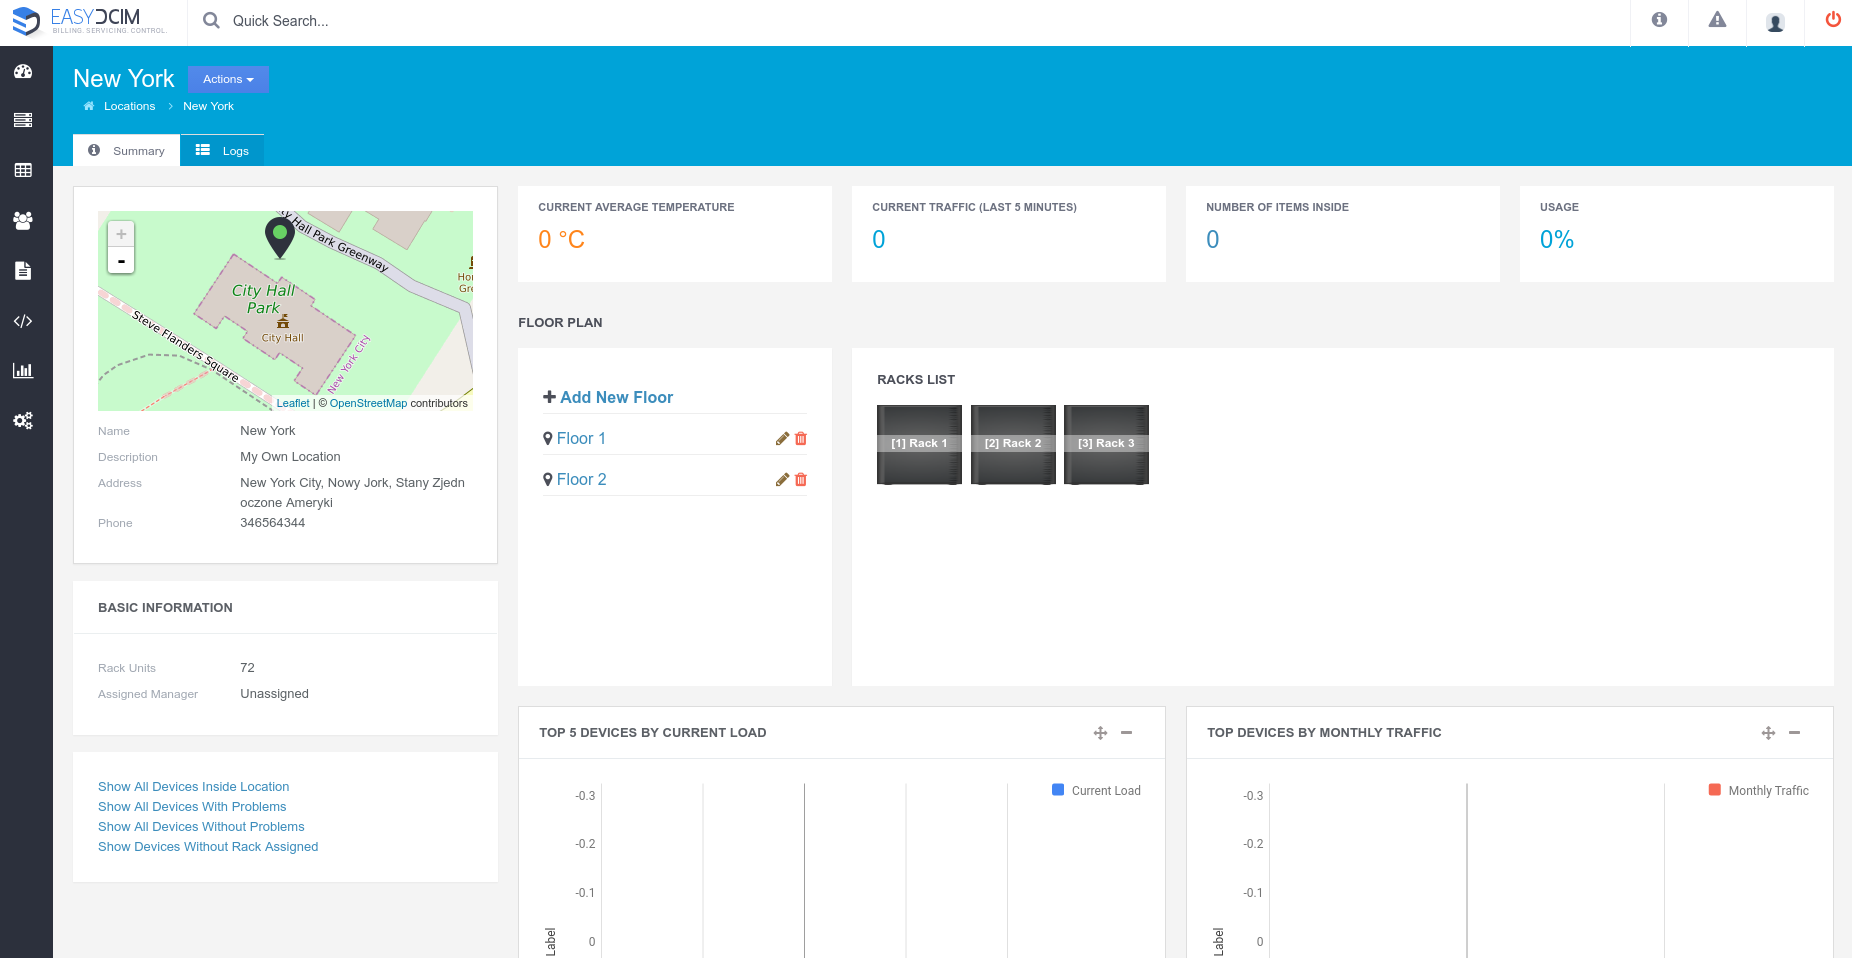 EASYDCIM
BILLING. SERVICING. CONTROL.
Quick Search...
New York
Actions
Locations
New York
Summary
Logs
+
-
City Hall Park Greenway
City Hall
Park
City Hall
Steve Flanders Square
New York City
Leaflet | © OpenStreetMap contributors
Name New York
Description My Own Location
Address New York City, Nowy Jork, Stany Zjedn
oczone Ameryki
Phone 346564344
BASIC INFORMATION
Rack Units 72
Assigned Manager Unassigned
Show All Devices Inside Location
Show All Devices With Problems
Show All Devices Without Problems
Show Devices Without Rack Assigned
CURRENT AVERAGE TEMPERATURE
0 °C
CURRENT TRAFFIC (LAST 5 MINUTES)
0
NUMBER OF ITEMS INSIDE
0
USAGE
0%
FLOOR PLAN
Add New Floor
Floor 1
Floor 2
RACKS LIST
[1] Rack 1
[2] Rack 2
[3] Rack 3
TOP 5 DEVICES BY CURRENT LOAD
Current Load
-0.3
-0.2
-0.1
0
Label
TOP DEVICES BY MONTHLY TRAFFIC
Monthly Traffic
-0.3
-0.2
-0.1
0
Label